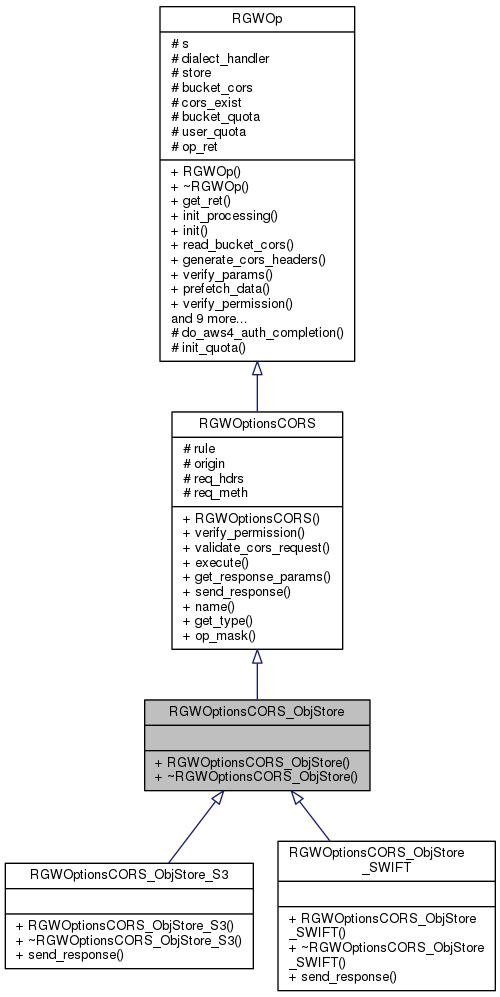 RGWOp
# s
# dialect_handler
# store
# bucket_cors
# cors_exist
# bucket_quota
# user_quota
# op_ret
+ RGWOp()
+ ~RGWOp()
+ get_ret()
+ init_processing()
+ init()
+ read_bucket_cors()
+ generate_cors_headers()
+ verify_params()
+ prefetch_data()
+ verify_permission()
and 9 more...
# do_aws4_auth_completion()
# init_quota()
RGWOptionsCORS
# rule
# origin
# req_hdrs
# req_meth
+ RGWOptionsCORS()
+ verify_permission()
+ validate_cors_request()
+ execute()
+ get_response_params()
+ send_response()
+ name()
+ get_type()
+ op_mask()
RGWOptionsCORS_ObjStore
+ RGWOptionsCORS_ObjStore()
+ ~RGWOptionsCORS_ObjStore()
RGWOptionsCORS_ObjStore_S3
+ RGWOptionsCORS_ObjStore_S3()
+ ~RGWOptionsCORS_ObjStore_S3()
+ send_response()
RGWOptionsCORS_ObjStore
_SWIFT
+ RGWOptionsCORS_ObjStore
_SWIFT()
+ ~RGWOptionsCORS_ObjStore
_SWIFT()
+ send_response()